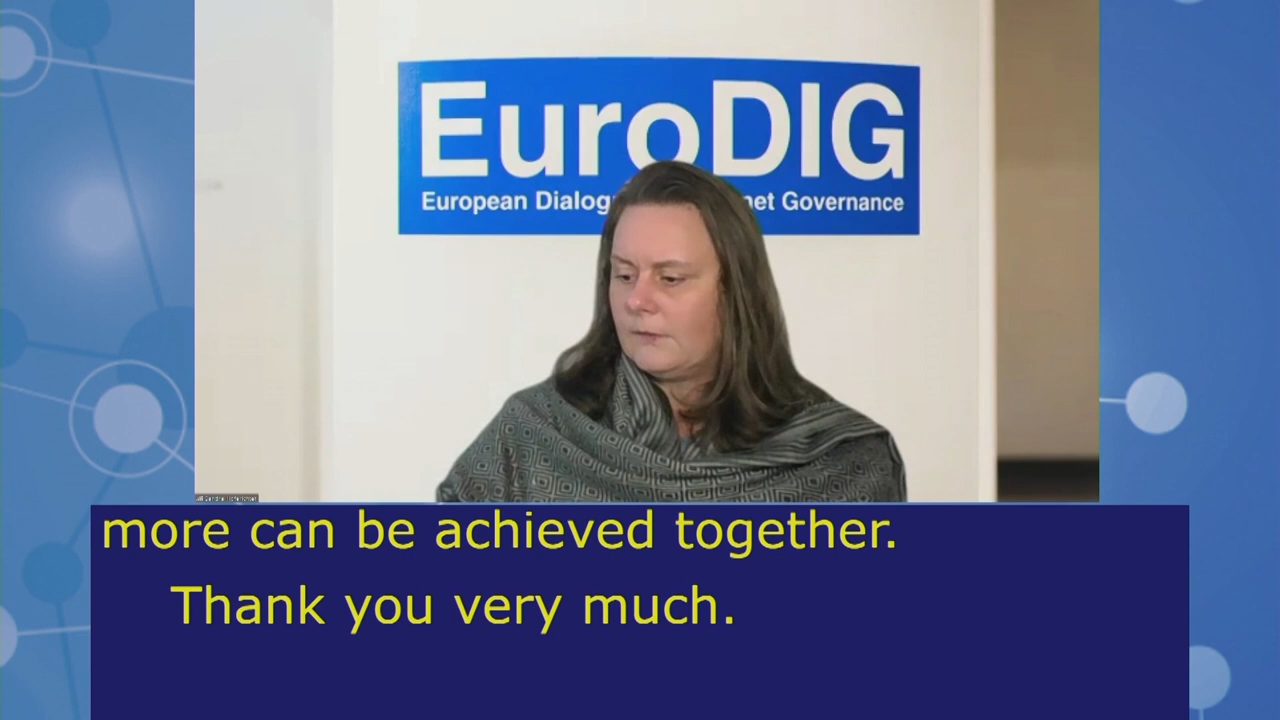 EuroDIG
European Dialog net Governance
more can be achieved together.
Thank you very much.